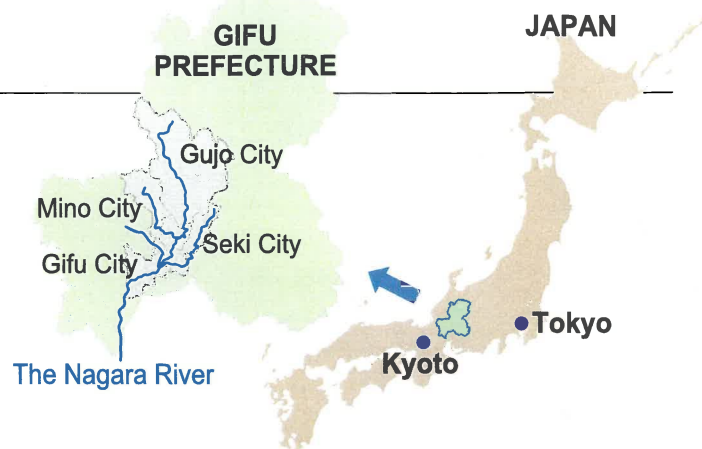 GIFU
PREFECTURE
JAPAN
Gujo City
Mino City
Seki City
Gifu City
The Nagara River
Tokyo
Kyoto